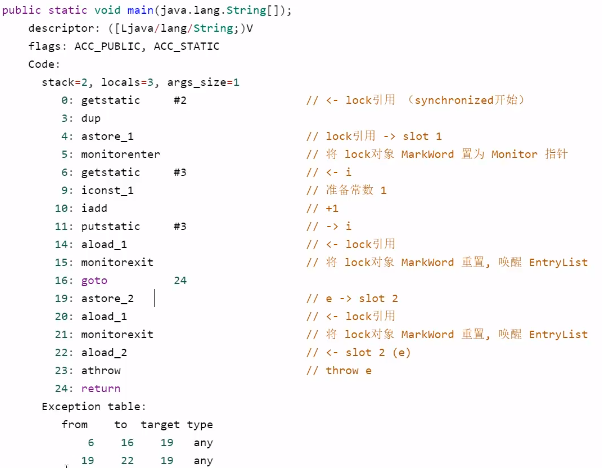 public static void main(java.lang.String[]);
descriptor: ([Ljava/lang/String;)V
flags: ACC_PUBLIC, ACC_STATIC
Code:
stack=2, locals=3, args_size=1
0: getstatic #2 // <- lock引用 （synchronized开始）
3: dup
4: astore_1 // lock引用 -> slot 1
5: monitorenter // 将 lock对象 MarkWord 置为 Monitor 指针
6: getstatic #3 // <- i
9: iconst_1 // 准备常数 1
10: iadd // +1
11: putstatic #3 // -> i
14: aload_1 // <- lock引用
15: monitorexit // 将 lock对象 MarkWord 重置, 唤醒 EntryList
16: goto 24
19: astore_2 // e -> slot 2
20: aload_1 // <- lock引用
21: monitorexit // 将 lock对象 MarkWord 重置, 唤醒 EntryList
22: aload_2 // <- slot 2 (e)
23: athrow // throw e
24: return
Exception table:
from to target type
6 16 19 any
19 22 19 any